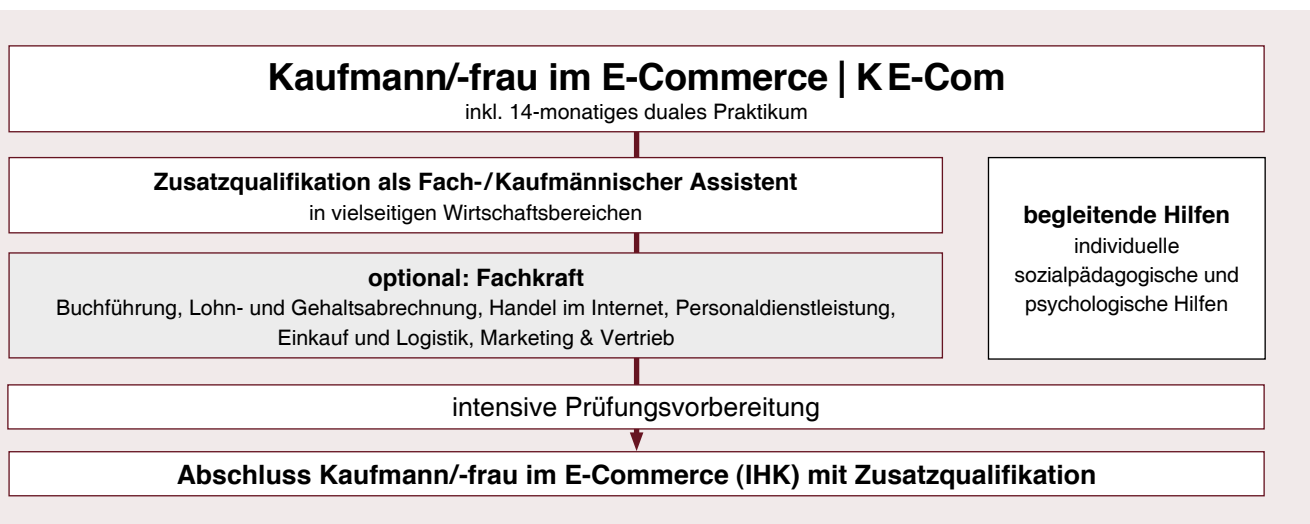 Kaufmann/-frau im E-Commerce | KE-Com
inkl. 14-monatiges duales Praktikum
Zusatzqualifikation als Fach-/Kaufmännischer Assistent
in vielseitigen Wirtschaftsbereichen
optional: Fachkraft
Buchführung, Lohn- und Gehaltsabrechnung, Handel im Internet, Personaldienstleistung,
Einkauf und Logistik, Marketing & Vertrieb
begleitende Hilfen
individuelle
sozialpädagogische und
psychologische Hilfen
intensive Prüfungsvorbereitung
Abschluss Kaufmann/-frau im E-Commerce (IHK) mit Zusatzqualifikation